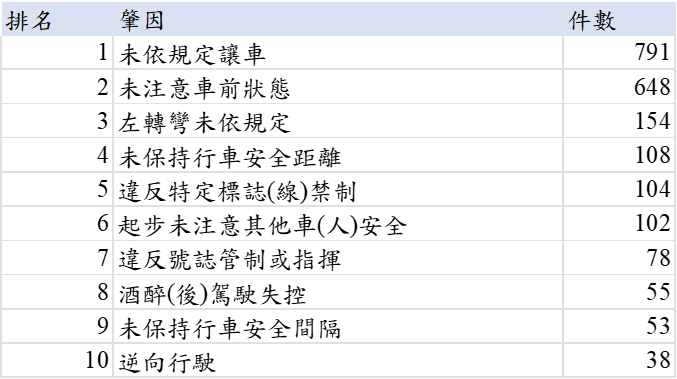 排名 肇因 件數
1 未依規定讓車 791
2 未注意車前狀態 648
3 左轉彎未依規定 154
4 未保持行車安全距離 108
5 違反特定標誌(線)禁制 104
6 起步未注意其他車(人)安全 102
7 違反號誌管制或指揮 78
8 酒醉(後)駕駛失控 55
9 未保持行車安全間隔 53
10 逆向行駛 38